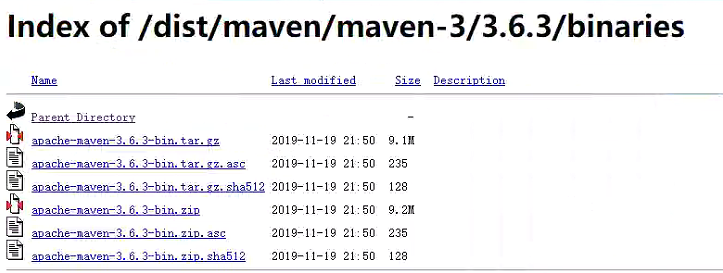 Index of /dist/maven/maven-3/3.6.3/binaries
Name Last modified Size Description
Parent Directory -
apache-maven-3.6.3-bin.tar.gz 2019-11-19 21:50 9.1M
apache-maven-3.6.3-bin.tar.gz.asc 2019-11-19 21:50 235
apache-maven-3.6.3-bin.tar.gz.sha512 2019-11-19 21:50 128
apache-maven-3.6.3-bin.zip 2019-11-19 21:50 9.2M
apache-maven-3.6.3-bin.zip.asc 2019-11-19 21:50 235
apache-maven-3.6.3-bin.zip.sha512 2019-11-19 21:50 128